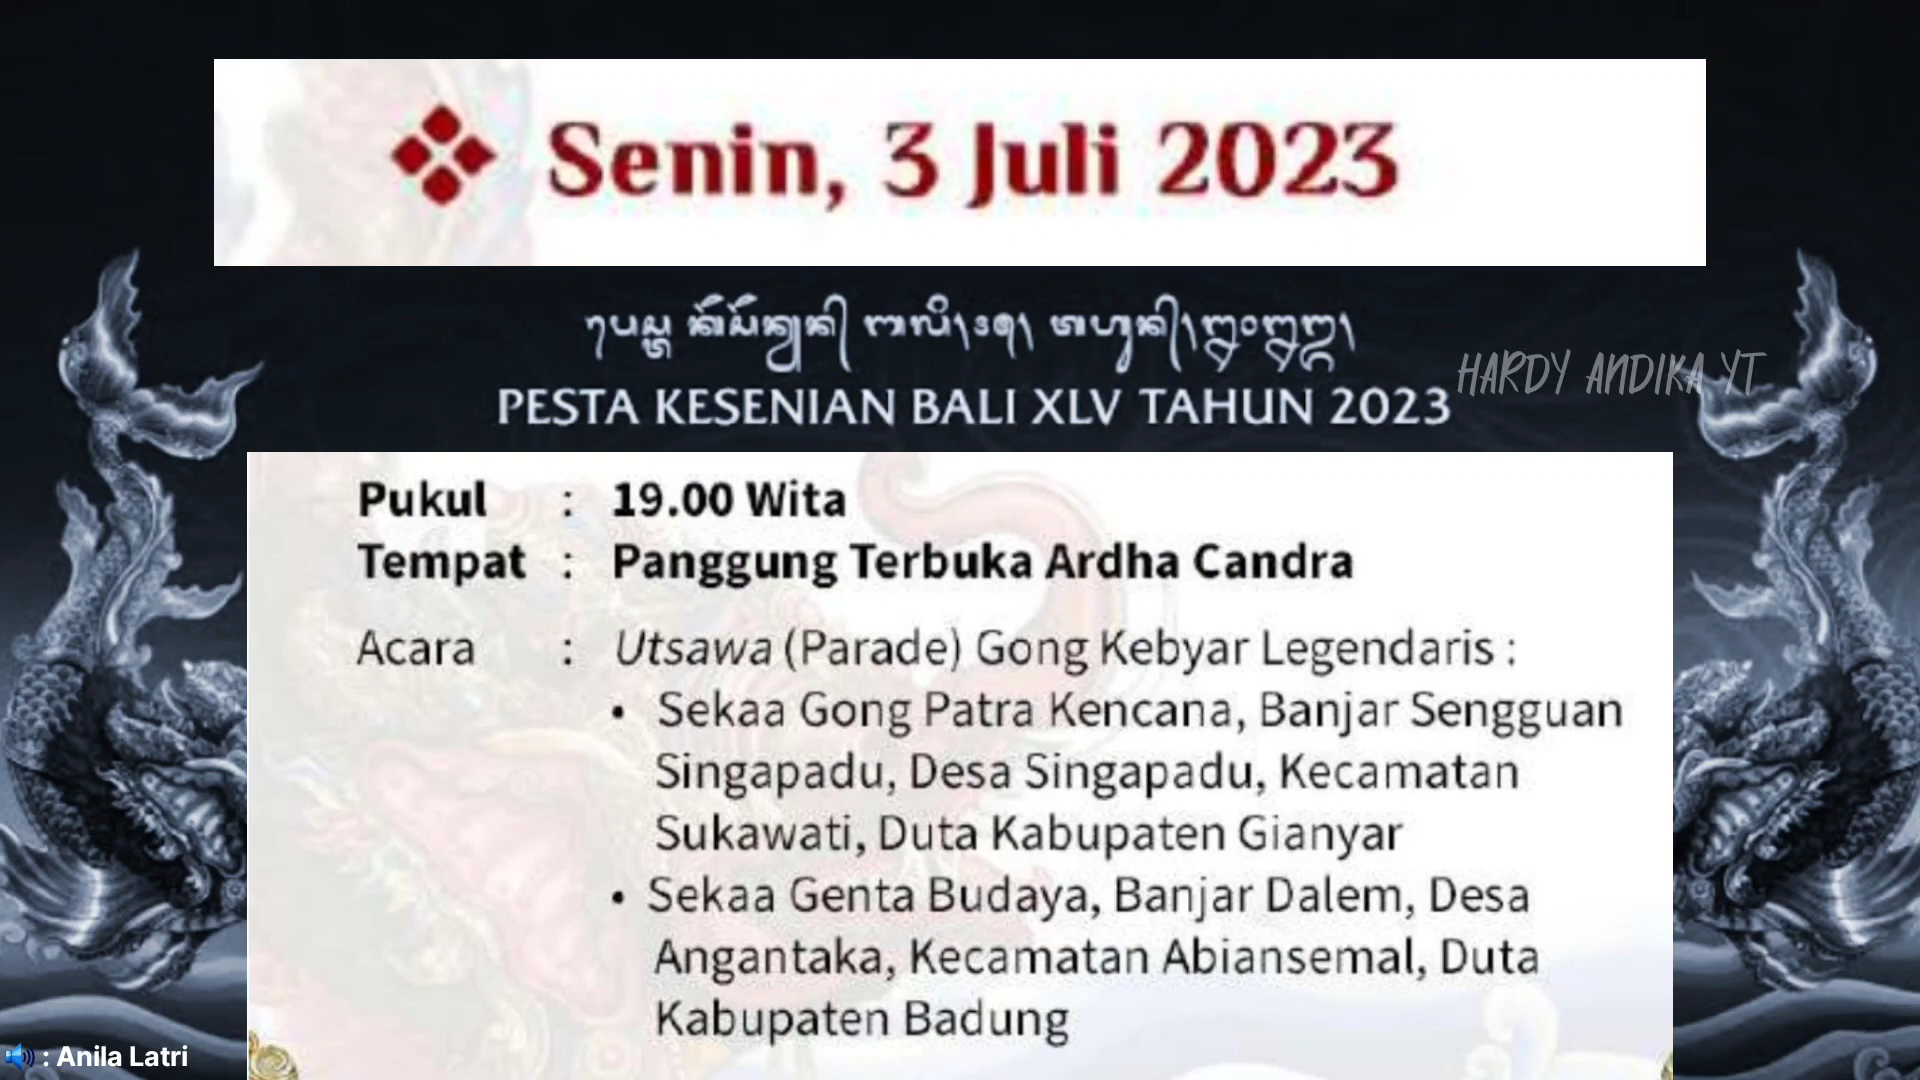 Senin, 3 Juli 2023
PESTA KESENIAN BALI XLV TAHUN 2023
HARDY ANDIKA YT
Pukul : 19.00 Wita
Tempat : Panggung Terbuka Ardha Candra
Acara : Utsawa (Parade) Gong Kebyar Legendaris :
• Sekaa Gong Patra Kencana, Banjar Sengguan
Singapadu, Desa Singapadu, Kecamatan
Sukawati, Duta Kabupaten Gianyar
• Sekaa Genta Budaya, Banjar Dalem, Desa
Angantaka, Kecamatan Abiansemal, Duta
Kabupaten Badung
: Anila Latri